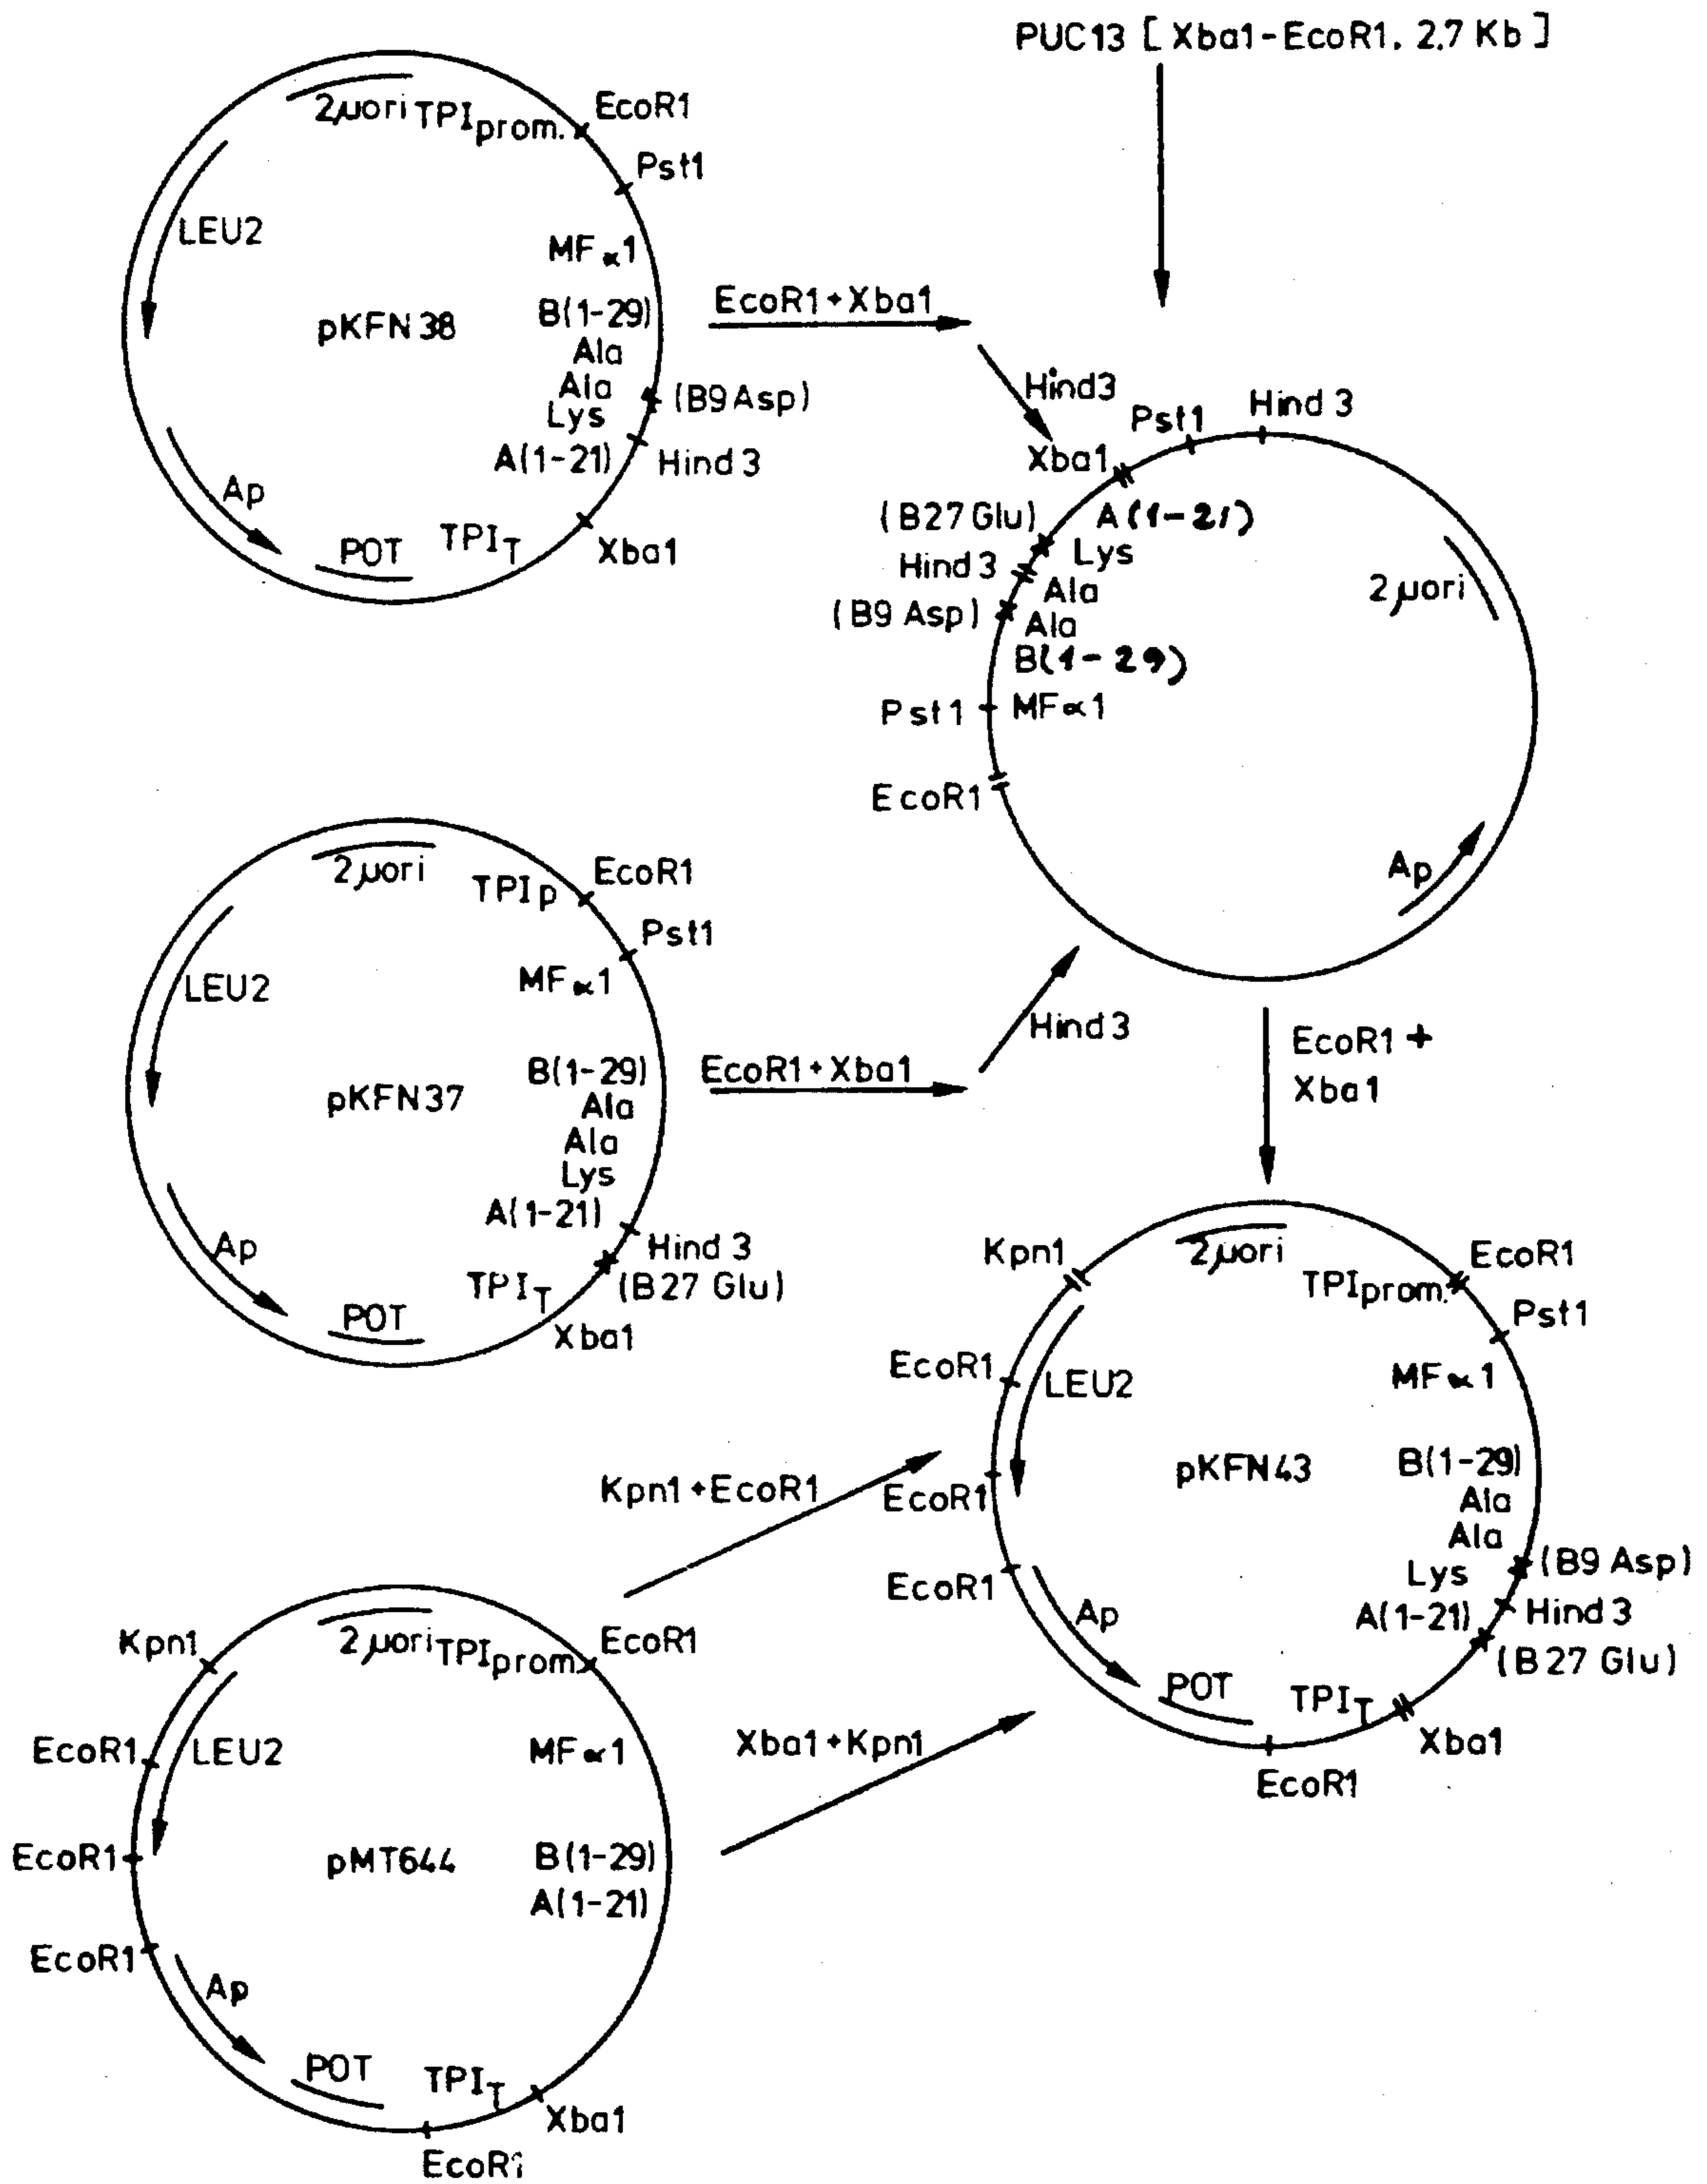 PUC13 [ Xba1-EcoR1. 2,7 Kb ]
2µori
TPIprom.
EcoR1
Pst1
LEU2
MFα1
pKFN38
B(1-29)
Ala
Ala
Lys
(B9 Asp)
A(1-21)
Hind3
Ap
POT
TPIT
Xba1
EcoR1+Xba1
Hind3
Xba1
Pst1
Hind 3
(B27 Glu)
A(1-21)
Lys
Hind 3
Ala
(B9 Asp)
Ala
B(1-29)
Pst1
MFα1
EcoR1
2µori
Ap
2µori
TPIp
EcoR1
Pst1
LEU2
MFα1
pKFN37
B(1-29)
Ala
Ala
Lys
A(1-21)
Hind 3
(B27 Glu)
Ap
POT
TPIT
Xba1
EcoR1+Xba1
Hind3
EcoR1 +
Xba1
Kpn1
2µori
TPIprom.
EcoR1
Pst1
EcoR1
LEU2
MFα1
pKFN43
B(1-29)
Ala
Ala
EcoR1
Lys
(B9 Asp)
EcoR1
A(1-21)
Hind 3
(B27 Glu)
Ap
POT
TPIT
Xba1
EcoR1
Kpn1+EcoR1
Kpn1
2µori
TPIprom.
EcoR1
EcoR1
LEU2
MFα1
EcoR1
pMT644
B(1-29)
A(1-21)
EcoR1
Ap
POT
TPIT
Xba1
EcoR1
Xba1+Kpn1